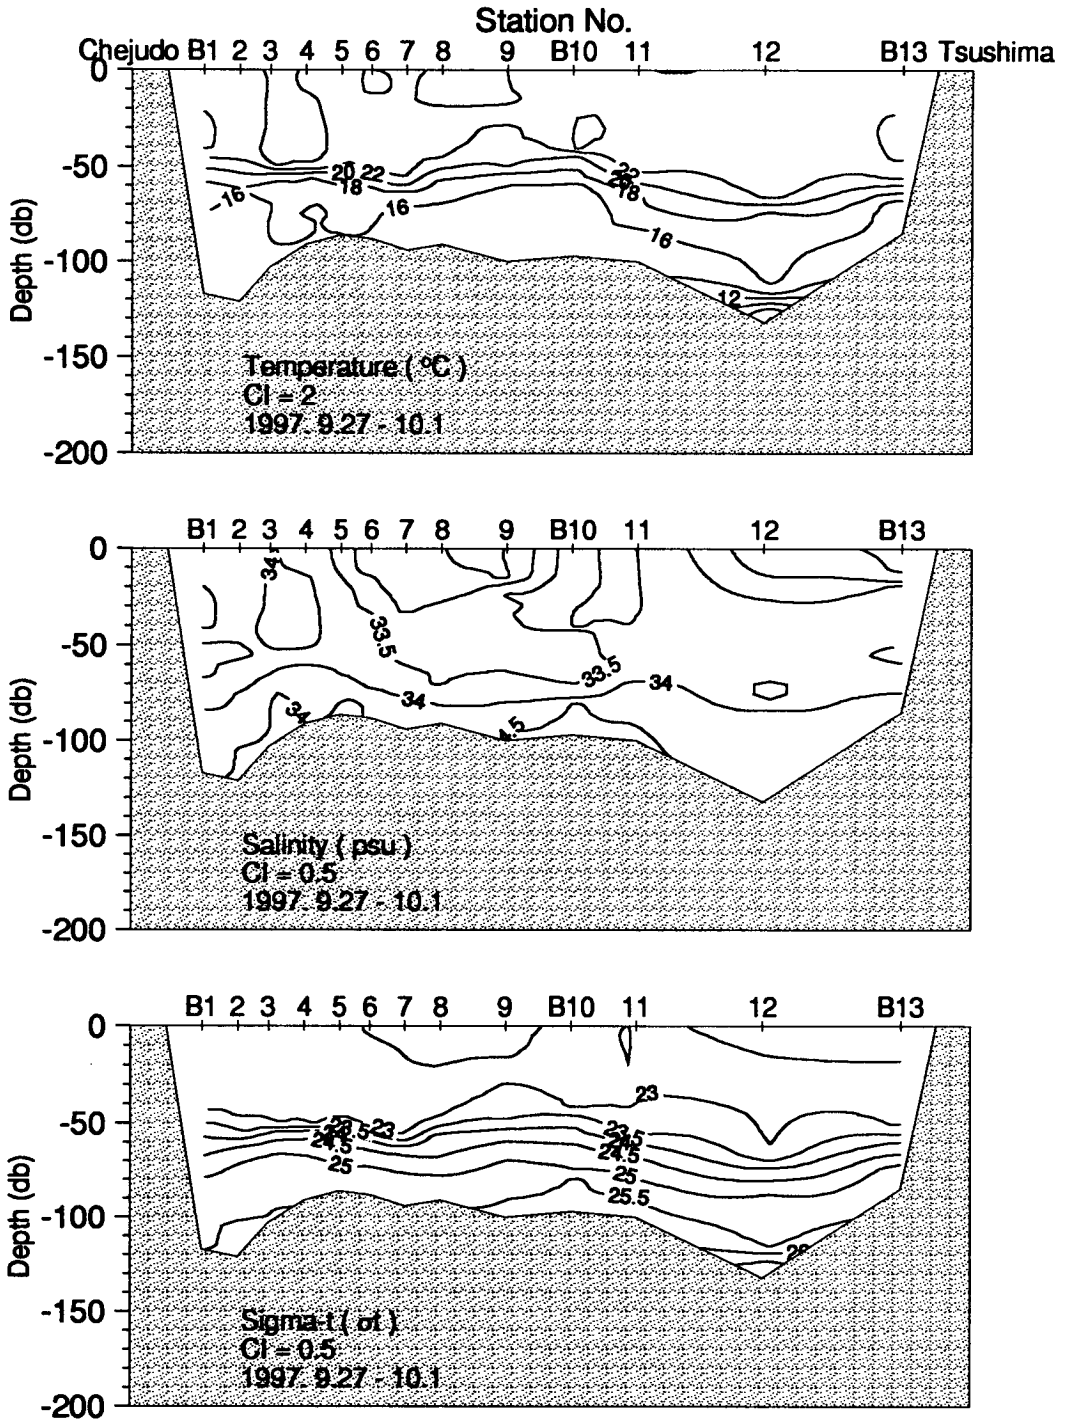 Station No.
Chejudo B1 2 3 4 5 6 7 8 9 B10 11 12 B13 Tsushima
0
-50
-100
-150
-200
Depth (db)
20 22
18
-16
16
22
18
16
12
Temperature ( °C )
CI = 2
1997. 9.27 - 10.1
B1 2 3 4 5 6 7 8 9 B10 11 12 B13
0
-50
-100
-150
-200
Depth (db)
34
33.5
33.5
34
34
34
4.5
Salinity ( psu )
CI = 0.5
1997. 9.27 - 10.1
B1 2 3 4 5 6 7 8 9 B10 11 12 B13
0
-50
-100
-150
-200
Depth (db)
23
23
24.5
25
24.5
25
25.5
Sigma-t ( σt )
CI = 0.5
1997. 9.27 - 10.1